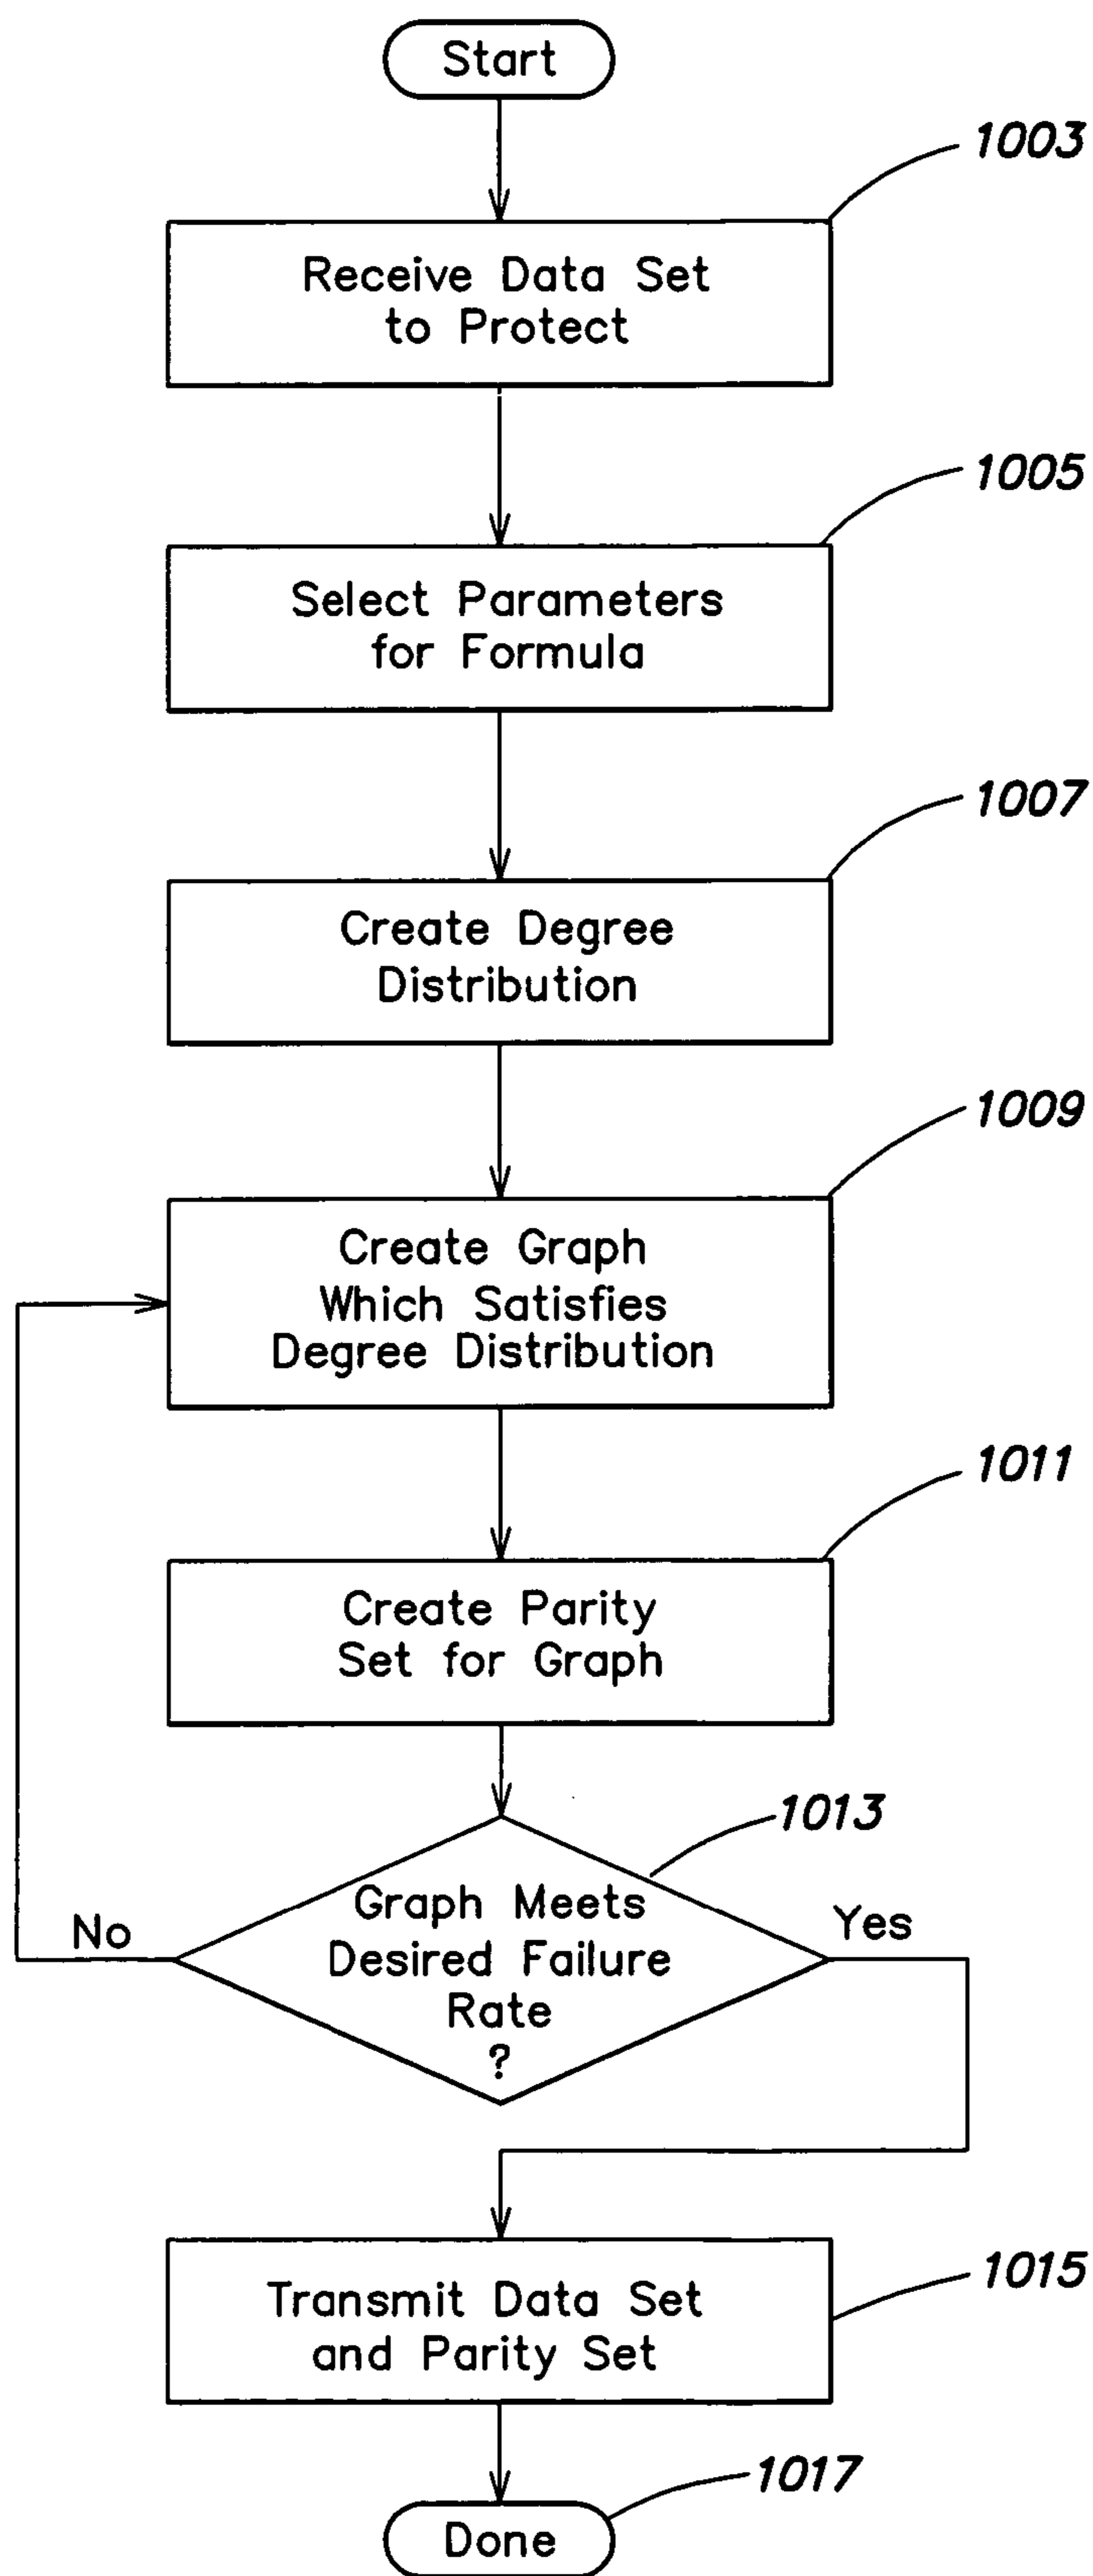 Start
1003
Receive Data Set
to Protect
1005
Select Parameters
for Formula
1007
Create Degree
Distribution
1009
Create Graph
Which Satisfies
Degree Distribution
1011
Create Parity
Set for Graph
1013
Graph Meets
Desired Failure
Rate
?
No
Yes
1015
Transmit Data Set
and Parity Set
1017
Done